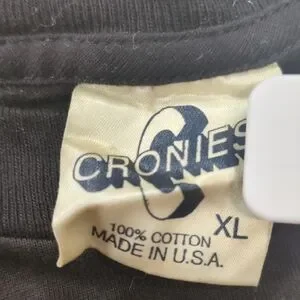 CRONIES
XL
100% COTTON
MADE IN U.S.A.